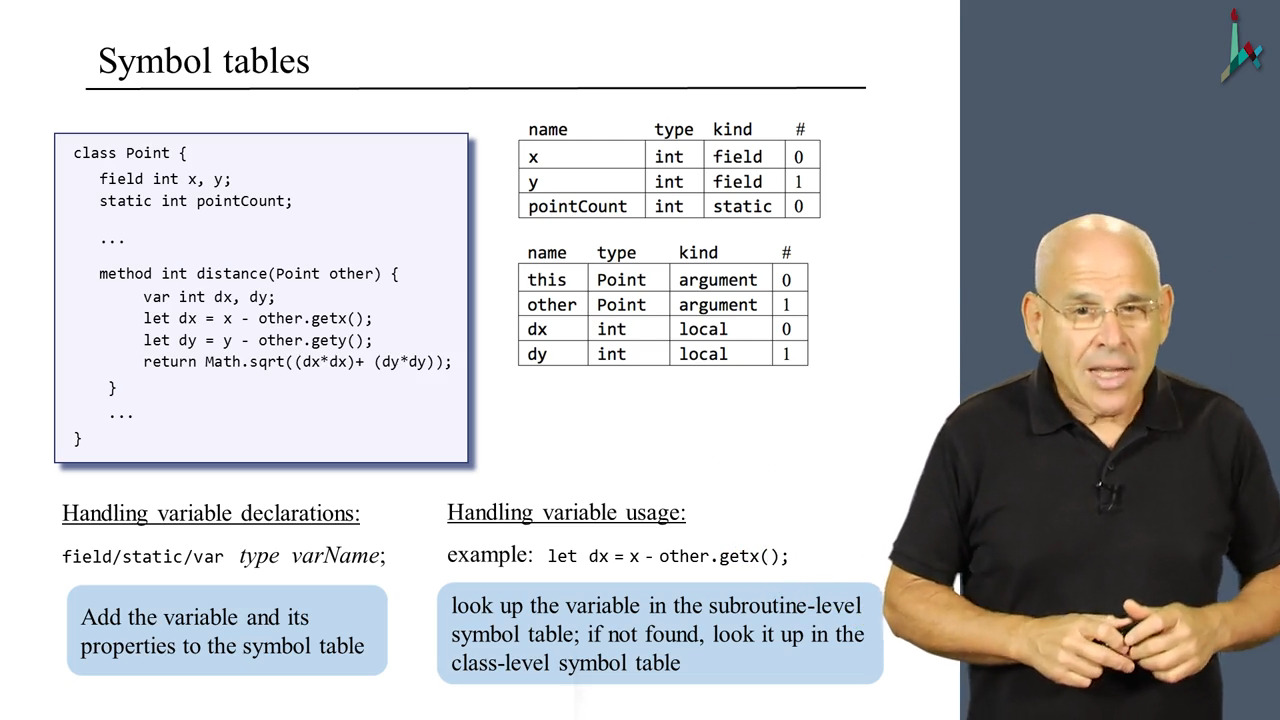 Symbol tables
class Point {
field int x, y;
static int pointCount;
...
method int distance(Point other) {
var int dx, dy;
let dx = x - other.getx();
let dy = y - other.gety();
return Math.sqrt((dx*dx)+ (dy*dy));
}
...
}
name type kind #
x int field 0
y int field 1
pointCount int static 0
name type kind #
this Point argument 0
other Point argument 1
dx int local 0
dy int local 1
Handling variable declarations:
field/static/var type varName;
Add the variable and its
properties to the symbol table
Handling variable usage:
example: let dx = x - other.getx();
look up the variable in the subroutine-level
symbol table; if not found, look it up in the
class-level symbol table